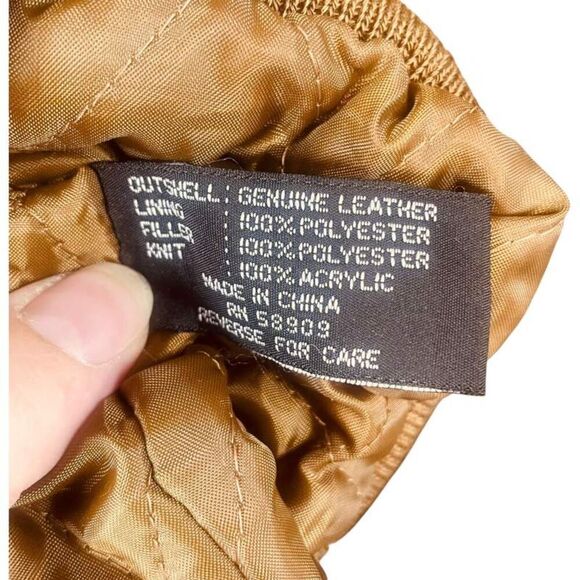 OUTSHELL: GENUINE LEATHER
LINING : 100% POLYESTER
FILLER : 100% POLYESTER
KNIT : 100% ACRYLIC
MADE IN CHINA
RN 58909
REVERSE FOR CARE